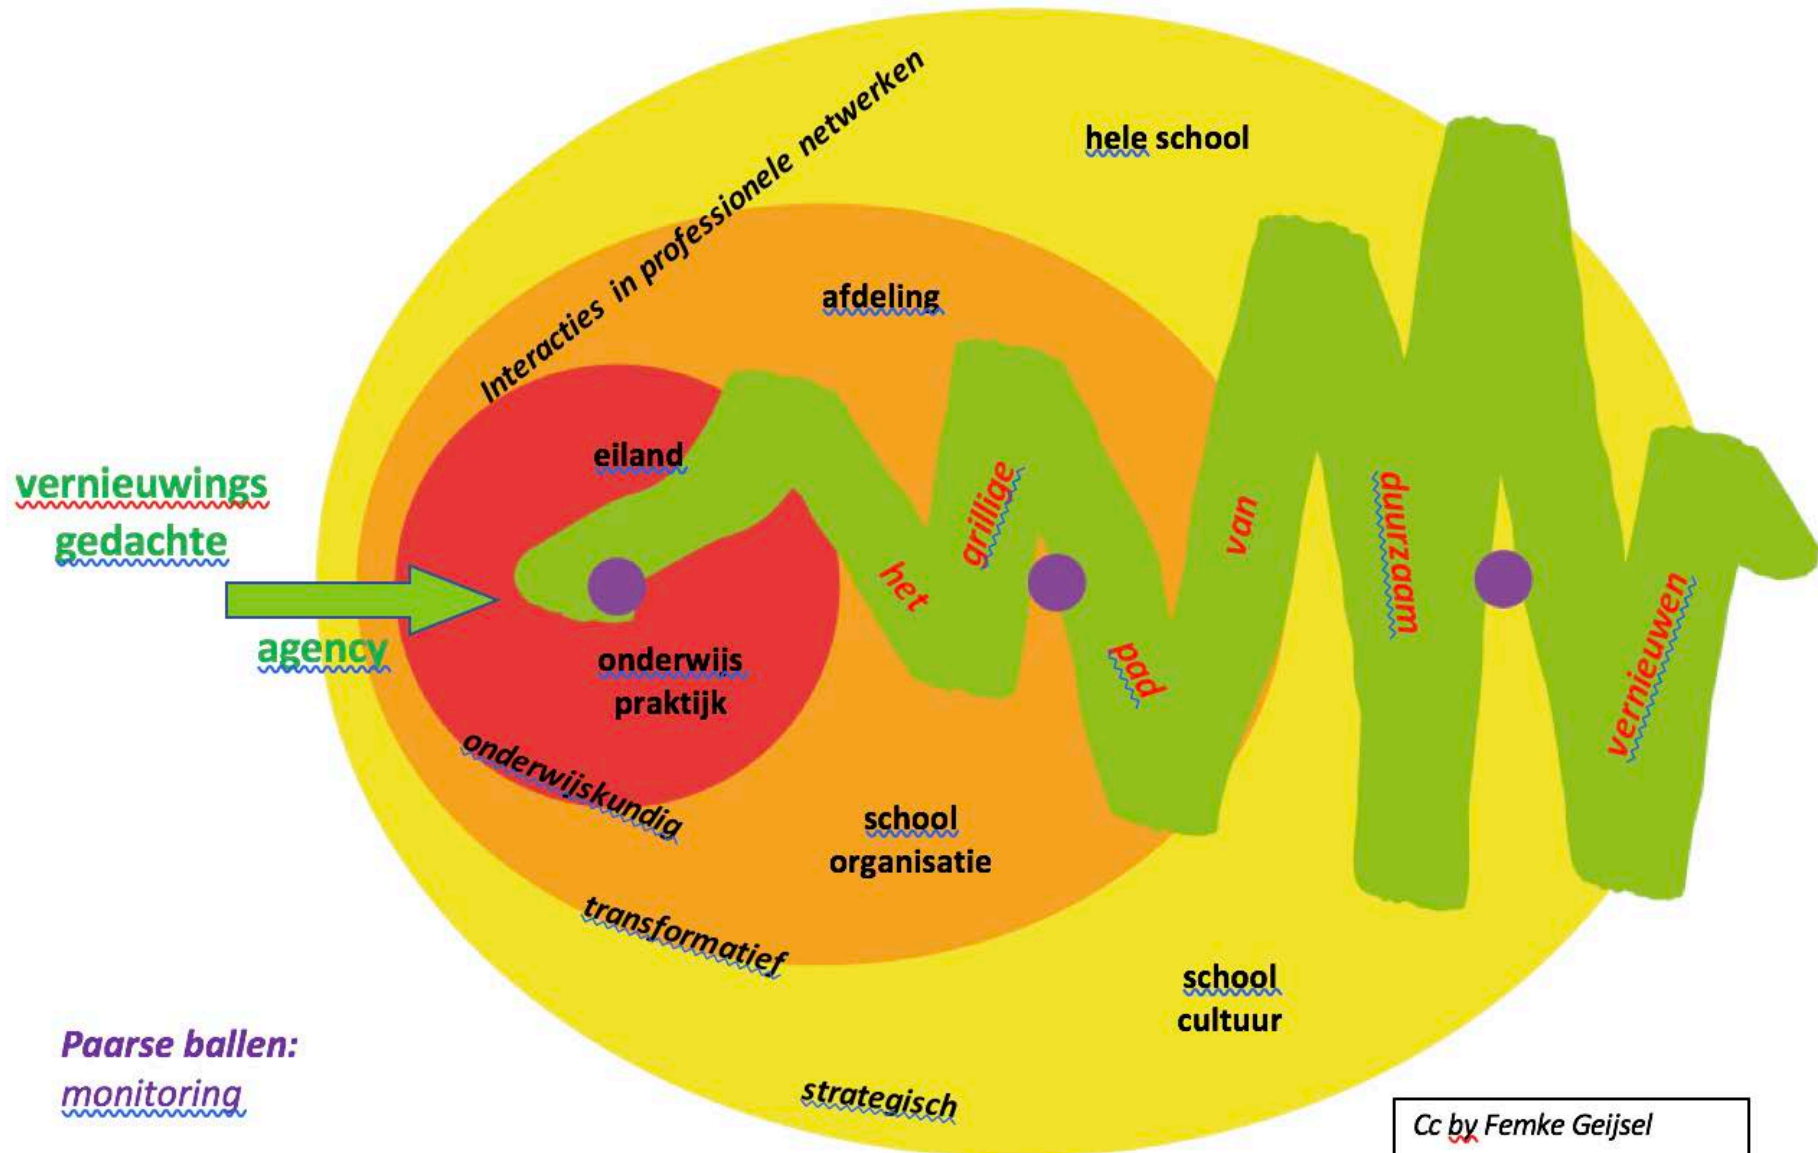 Interacties in professionele netwerken
hele school
afdeling
eiland
vernieuwings
gedachte
agency
onderwijs
praktijk
het
grillige
pad
van
duurzaam
vernieuwen
onderwijskundig
school
organisatie
transformatief
school
cultuur
strategisch
Paarse ballen:
monitoring
Cc by Femke Geijsel